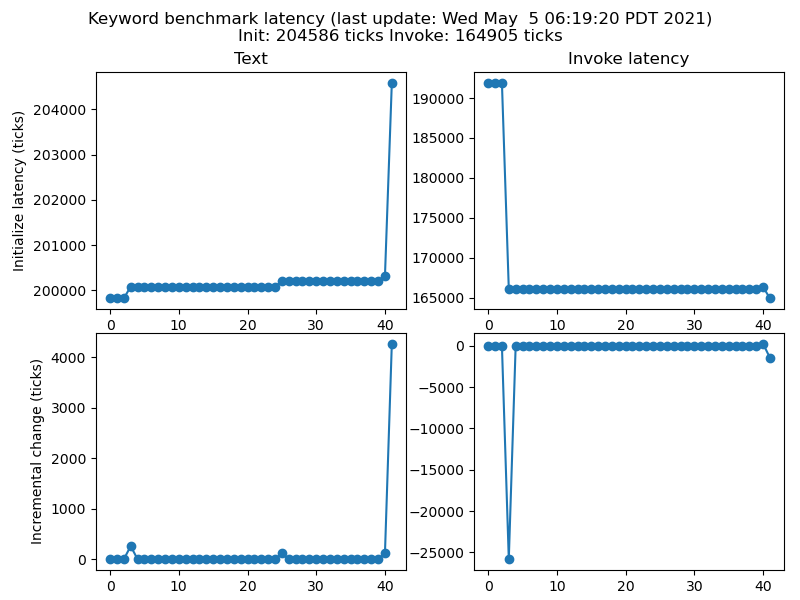 Keyword benchmark latency (last update: Wed May  5 06:19:20 PDT 2021)
Init: 204586 ticks Invoke: 164905 ticks
Text
Initialize latency (ticks)
204000
203000
202000
201000
200000
0 10 20 30 40
Invoke latency
190000
185000
180000
175000
170000
165000
0 10 20 30 40
Incremental change (ticks)
4000
3000
2000
1000
0
0 10 20 30 40
0
−5000
−10000
−15000
−20000
−25000
0 10 20 30 40